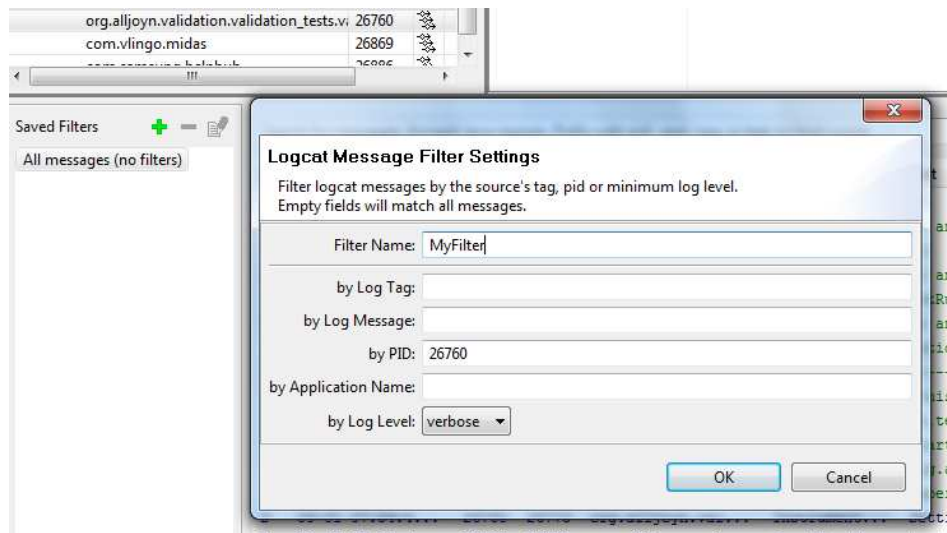 org.alljoyn.validation.validation_tests.va 26760
com.vlingo.midas 26869
Saved Filters
All messages (no filters)
Logcat Message Filter Settings
Filter logcat messages by the source's tag, pid or minimum log level.
Empty fields will match all messages.
Filter Name: MyFilter
by Log Tag:
by Log Message:
by PID: 26760
by Application Name:
by Log Level: verbose
OK Cancel